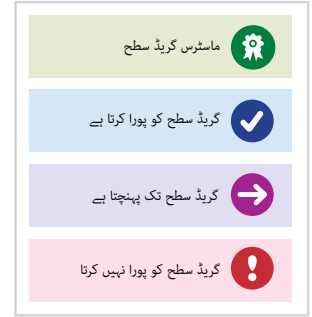 ماسٹرس گریڈ سطح
گریڈ سطح کو پورا کرتا ہے
گریڈ سطح تک پہنچتا ہے
گریڈ سطح کو پورا نہیں کرتا